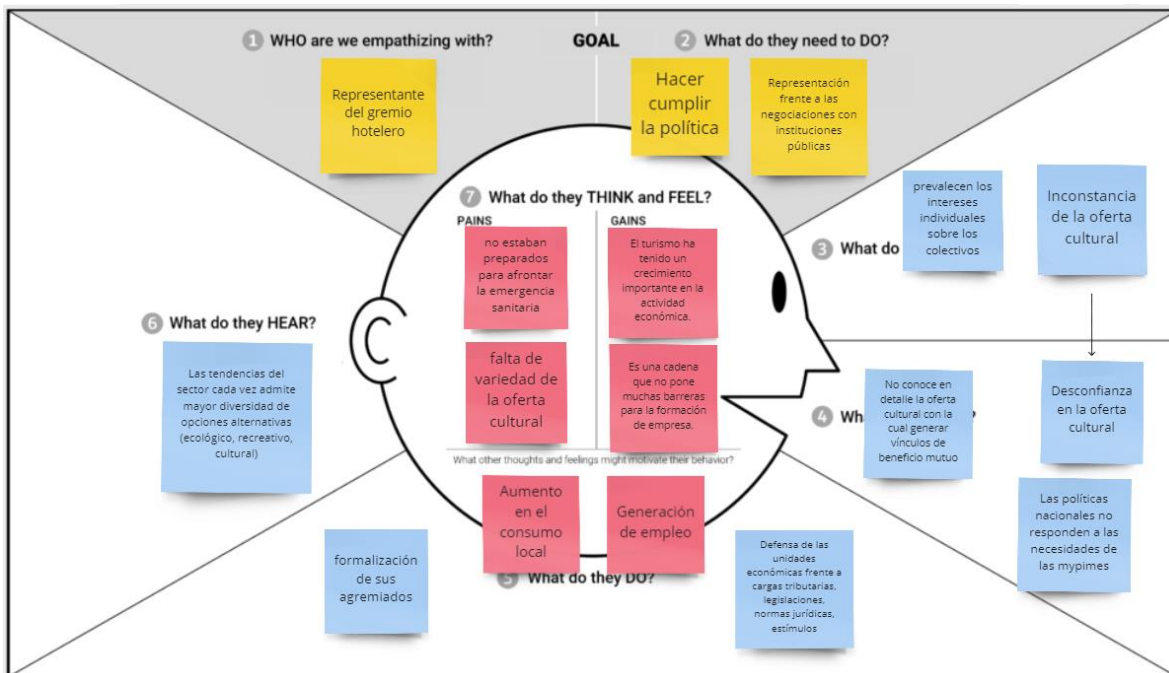 1 WHO are we empathizing with?
GOAL
2 What do they need to DO?
Representante
del gremio
hotelero
Hacer
cumplir
la política
Representación
frente a las
negociaciones con
instituciones
públicas
prevalecen los
intereses
individuales
sobre los
colectivos
Inconstancia
de la oferta
cultural
3 What do
7 What do they THINK and FEEL?
PAINS
GAINS
no estaban
preparados
para afrontar
la emergencia
sanitaria
El turismo ha
tenido un
crecimiento
importante en la
actividad
económica.
falta de
variedad de
la oferta
cultural
Es una cadena
que no pone
muchas barreras
para la formación
de empresa.
What other thoughts and feelings might motivate their behavior?
Aumento
en el
consumo
local
Generación
de empleo
6 What do they HEAR?
Las tendencias del
sector cada vez admite
mayor diversidad de
opciones alternativas
(ecológico, recreativo,
cultural)
4
?
No conoce en
detalle la oferta
cultural con la
cual generar
vínculos de
beneficio mutuo
Desconfianza
en la oferta
cultural
Las políticas
nacionales no
responden a las
necesidades de
las mypimes
5 What do they DO?
formalización
de sus
agremiados
Defensa de las
unidades
económicas frente a
cargas tributarias,
legislaciones,
normas jurídicas,
estímulos